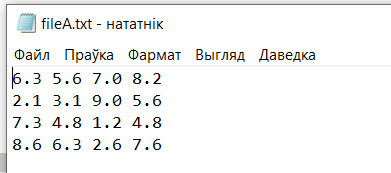 fileA.txt - нататнік
Файл Праўка Фармат Выгляд Даведка
6.3 5.6 7.0 8.2
2.1 3.1 9.0 5.6
7.3 4.8 1.2 4.8
8.6 6.3 2.6 7.6